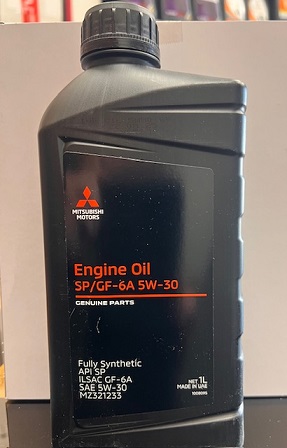 MITSUBISHI
MOTORS
Engine Oil
SP/GF-6A 5W-30
GENUINE PARTS
Fully Synthetic
API SP
ILSAC GF-6A
SAE 5W-30
MZ321233
NET 1L
MADE IN UAE